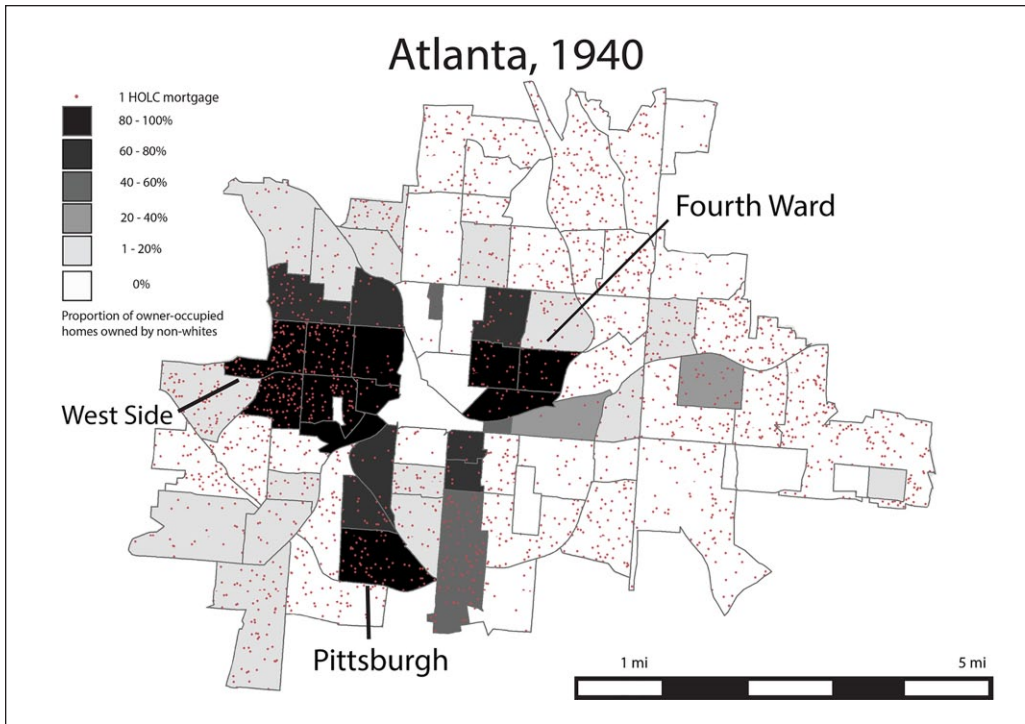 Atlanta, 1940
1 HOLC mortgage
80 - 100%
60 - 80%
40 - 60%
20 - 40%
1 - 20%
0%
Proportion of owner-occupied
homes owned by non-whites
Fourth Ward
West Side
Pittsburgh
1 mi
5 mi